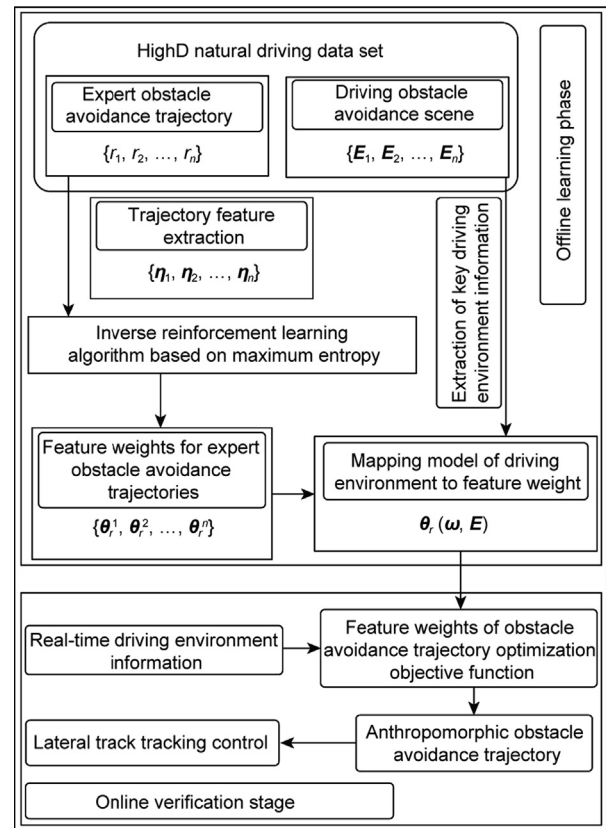 HighD natural driving data set
Expert obstacle
avoidance trajectory
{r₁, r₂, …, rₙ}
Driving obstacle
avoidance scene
{E₁, E₂, …, Eₙ}
Offline learning phase
Trajectory feature
extraction
{η₁, η₂, …, ηₙ}
Extraction of key driving
environment information
Inverse reinforcement learning
algorithm based on maximum entropy
Feature weights for expert
obstacle avoidance
trajectories
{θᵣ¹, θᵣ², …, θᵣⁿ}
Mapping model of driving
environment to feature weight
θᵣ (ω, E)
Real-time driving environment
information
Feature weights of obstacle
avoidance trajectory optimization
objective function
Lateral track tracking control
Anthropomorphic obstacle
avoidance trajectory
Online verification stage